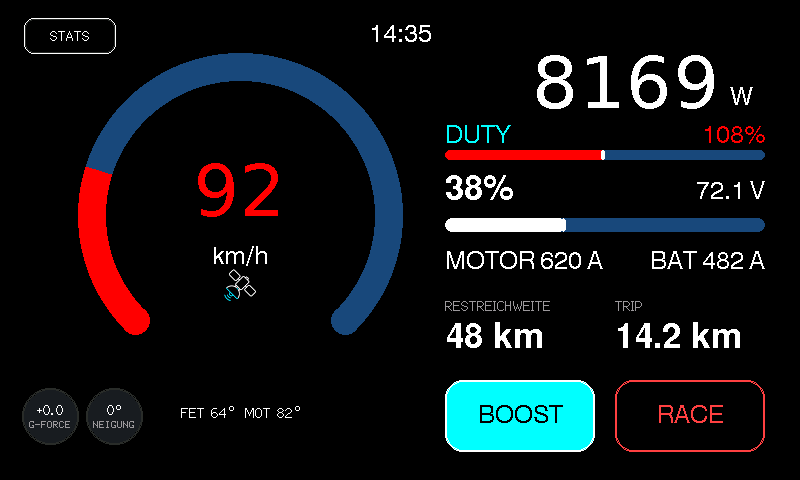 STATS
14:35
8169 W
DUTY 108%
92
km/h
38% 72.1 V
MOTOR 620 A BAT 482 A
RESTREICHWEITE TRIP
48 km 14.2 km
+0.0
G-FORCE
0°
NEIGUNG
FET 64° MOT 82°
BOOST RACE